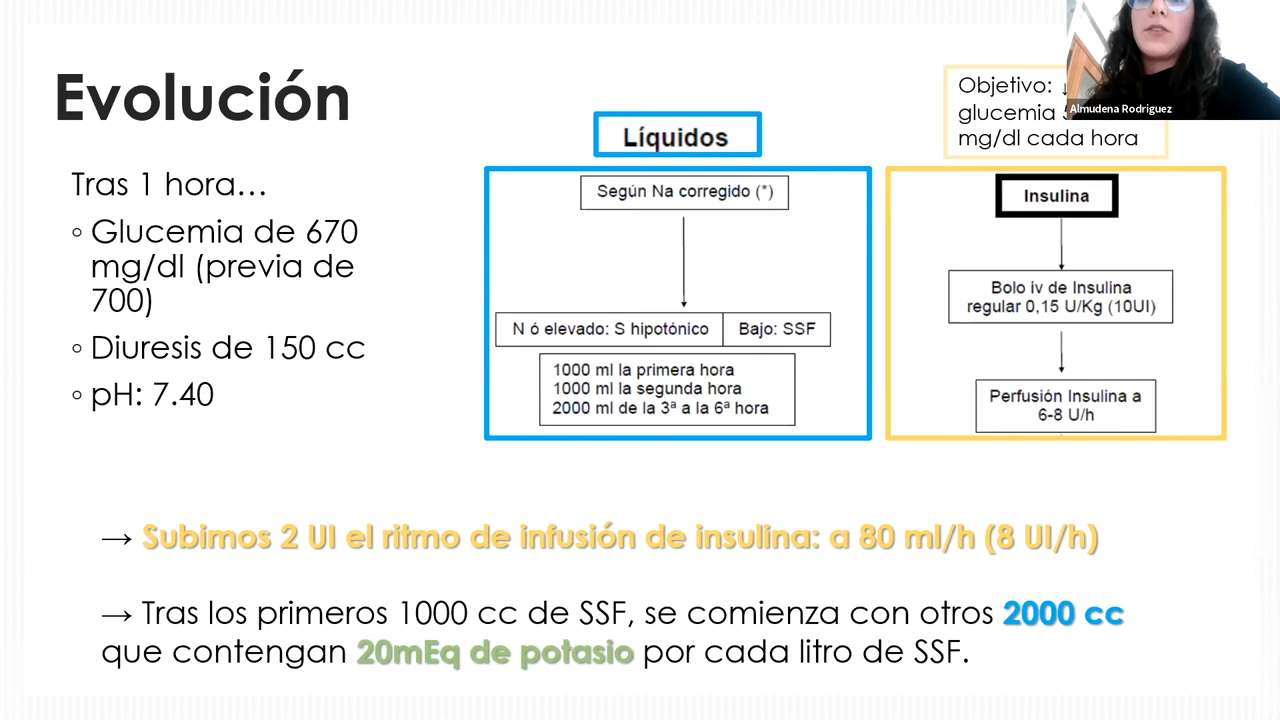 Evolución
Tras 1 hora…
◦ Glucemia de 670
mg/dl (previa de
700)
◦ Diuresis de 150 cc
◦ pH: 7.40
Líquidos
Según Na corregido (*)
N ó elevado: S hipotónico
Bajo: SSF
1000 ml la primera hora
1000 ml la segunda hora
2000 ml de la 3ª a la 6ª hora
Almudena Rodriguez
Objetivo:
glucemia
mg/dl cada hora
Insulina
Bolo iv de Insulina
regular 0,15 U/Kg (10UI)
Perfusión Insulina a
6-8 U/h
→ Subimos 2 UI el ritmo de infusión de insulina: a 80 ml/h (8 UI/h)
→ Tras los primeros 1000 cc de SSF, se comienza con otros 2000 cc
que contengan 20mEq de potasio por cada litro de SSF.